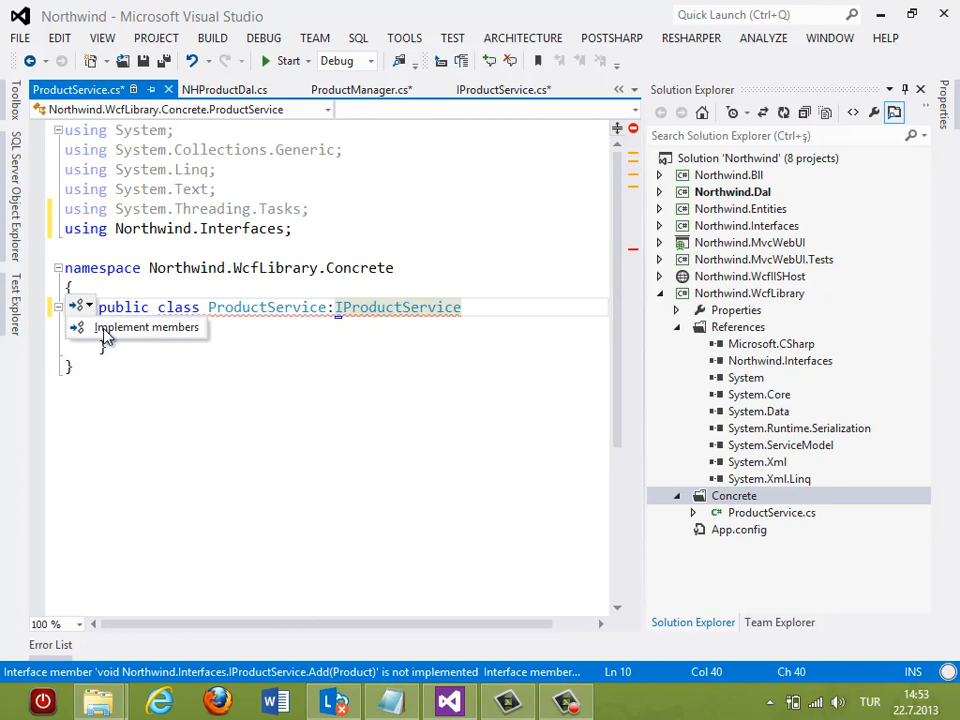 Northwind - Microsoft Visual Studio
Quick Launch (Ctrl+Q)
FILE EDIT VIEW PROJECT BUILD DEBUG TEAM SQL TOOLS TEST ARCHITECTURE POSTSHARP RESHARPER ANALYZE WINDOW HELP
Start Debug
Toolbox
SQL Server Object Explorer
Test Explorer
ProductService.cs* NHProductDal.cs ProductManager.cs* IProductService.cs*
Northwind.WcfLibrary.Concrete.ProductService
using System;
using System.Collections.Generic;
using System.Linq;
using System.Text;
using System.Threading.Tasks;
using Northwind.Interfaces;
namespace Northwind.WcfLibrary.Concrete
{
public class ProductService:IProductService
Implement members
}
}
100 %
Error List
Solution Explorer
Search Solution Explorer (Ctrl+ş)
Solution 'Northwind' (8 projects)
Northwind.Bll
Northwind.Dal
Northwind.Entities
Northwind.Interfaces
Northwind.MvcWebUI
Northwind.MvcWebUI.Tests
Northwind.WcfIISHost
Northwind.WcfLibrary
Properties
References
Microsoft.CSharp
Northwind.Interfaces
System
System.Core
System.Data
System.Runtime.Serialization
System.ServiceModel
System.Xml
System.Xml.Linq
Concrete
ProductService.cs
App.config
Solution Explorer Team Explorer
Properties
Interface member 'void Northwind.Interfaces.IProductService.Add(Product)' is not implemented Interface member... Ln 10 Col 40 Ch 40 INS
TUR
14:53
22.7.2013